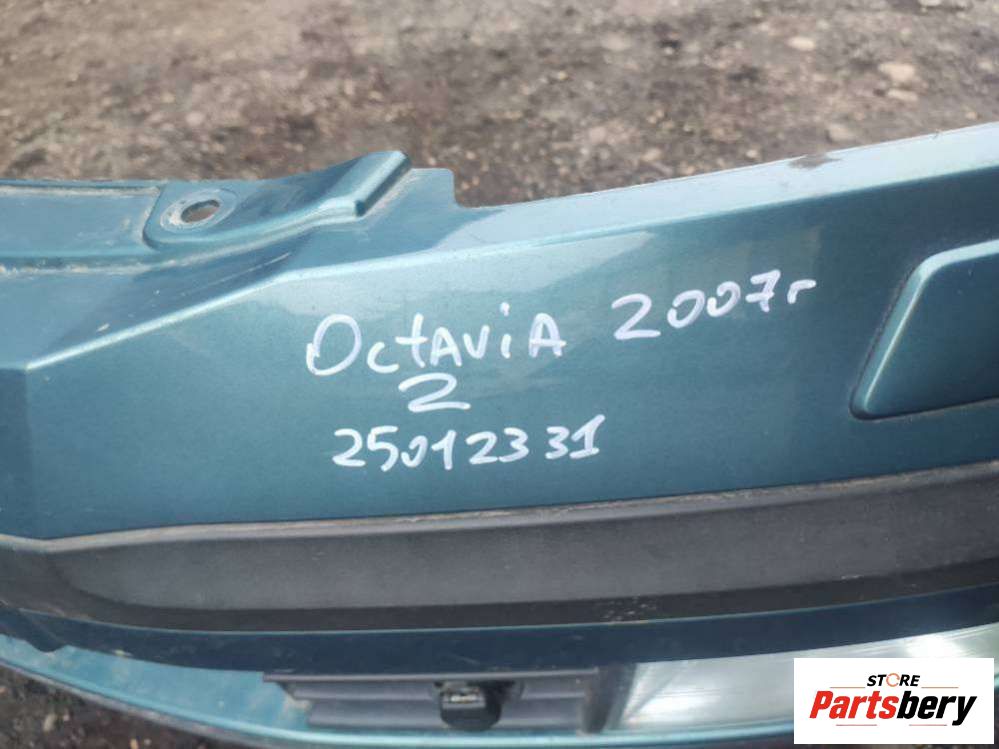 Octavia 2007г
2
25012331
STORE
Partsbery